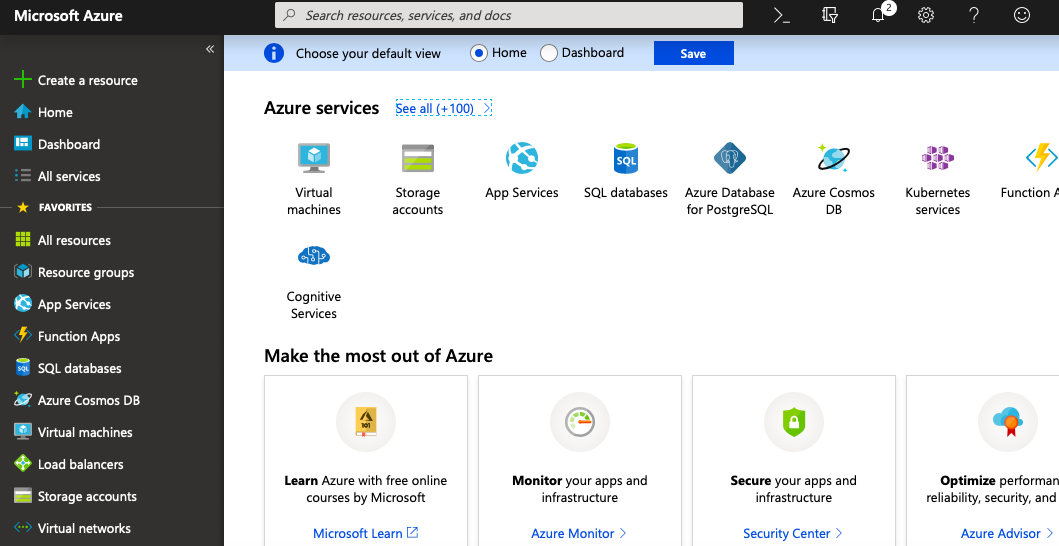 Microsoft Azure
Search resources, services, and docs
2
Choose your default view
Home
Dashboard
Save
Create a resource
Home
Dashboard
All services
FAVORITES
All resources
Resource groups
App Services
Function Apps
SQL databases
Azure Cosmos DB
Virtual machines
Load balancers
Storage accounts
Virtual networks
Azure services
See all (+100)
Virtual
machines
Storage
accounts
App Services
SQL
SQL databases
Azure Database
for PostgreSQL
Azure Cosmos
DB
Kubernetes
services
Function A
Cognitive
Services
Make the most out of Azure
101
Learn Azure with free online
courses by Microsoft
Microsoft Learn
Monitor your apps and
infrastructure
Azure Monitor
Secure your apps and
infrastructure
Security Center
Optimize performan
reliability, security, and
Azure Advisor